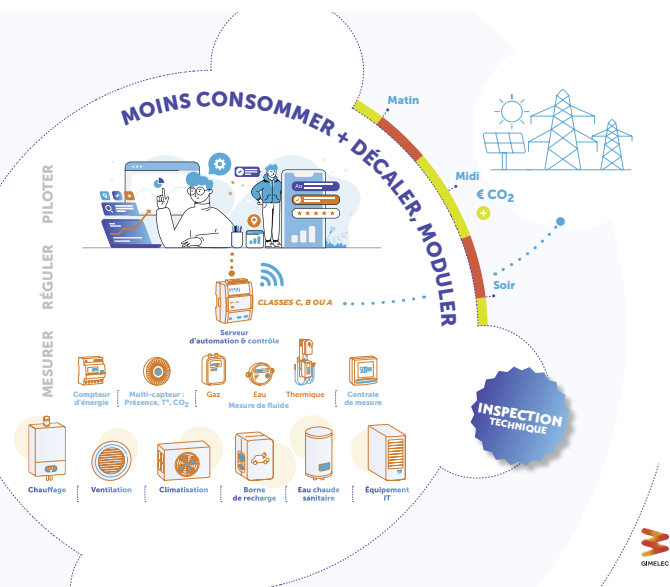 MOINS CONSOMMER + DÉCALER, MODULER
Matin
Midi
€ CO2
+
Soir
PILOTER
RÉGULER
MESURER
CLASSES C, B OU A
Serveur
d'automation & contrôle
Compteur
d'énergie
Multi-capteur :
Présence, T°, CO2
Gaz
Eau
Thermique
Mesure de fluide
Centrale
de mesure
INSPECTION
TECHNIQUE
Chauffage
Ventilation
Climatisation
Borne
de recharge
Eau chaude
sanitaire
Équipement
IT
GIMELEC